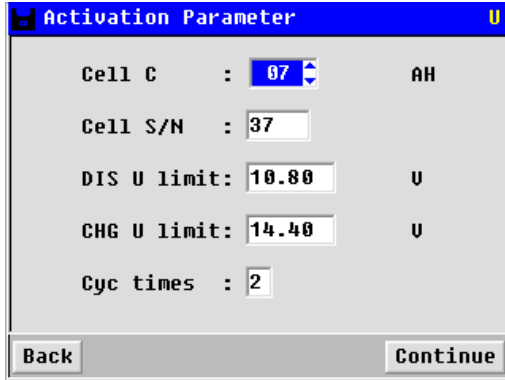 Activation Parameter U
Cell C : 07 AH
Cell S/N : 37
DIS U limit: 10.80 V
CHG U limit: 14.40 V
Cyc times : 2
Back Continue